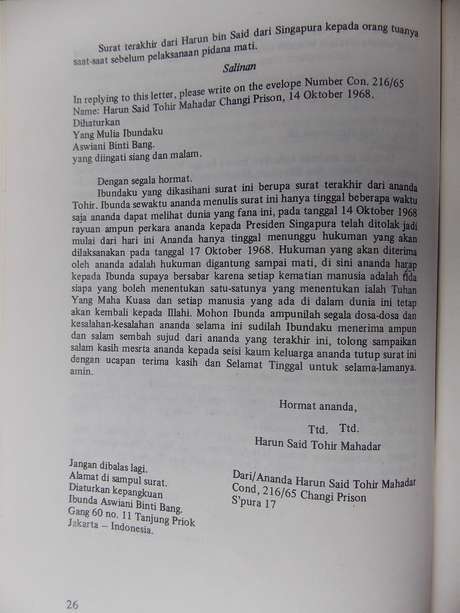 Surat terakhir dari Harun bin Said dari Singapura kepada orang tuanya
saat-saat sebelum pelaksanaan pidana mati.
Salinan
In replying to this letter, please write on the evelope Number Con. 216/65
Name: Harun Said Tohir Mahadar Changi Prison, 14 Oktober 1968.
Dihaturkan
Yang Mulia Ibundaku
Aswiani Binti Bang.
yang diingati siang dan malam.
Dengan segala hormat.
Ibundaku yang dikasihani surat ini berupa surat terakhir dari ananda
Tohir. Ibunda sewaktu ananda menulis surat ini hanya tinggal beberapa waktu
saja ananda dapat melihat dunia yang fana ini, pada tanggal 14 Oktober 1968
rayuan ampun perkara ananda kepada Presiden Singapura telah ditolak jadi
mulai dari hari ini Ananda hanya tinggal menunggu hukuman yang akan
dilaksanakan pada tanggal 17 Oktober 1968. Hukuman yang akan diterima
oleh ananda adalah hukuman digantung sampai mati, di sini ananda harap
kepada Ibunda supaya bersabar karena setiap kematian manusia adalah tida
siapa yang boleh menentukan satu-satunya yang menentukan ialah Tuhan
Yang Maha Kuasa dan setiap manusia yang ada di dalam dunia ini tetap
akan kembali kepada Illahi. Mohon Ibunda ampunilah segala dosa-dosa dan
kesalahan-kesalahan ananda selama ini sudilah Ibundaku menerima ampun
dan salam sembah sujud dari ananda yang terakhir ini, tolong sampaikan
salam kasih mesrta ananda kepada seisi kaum keluarga ananda tutup surat ini
dengan ucapan terima kasih dan Selamat Tinggal untuk selama-lamanya.
amin.
Hormat ananda,
Ttd. Ttd.
Harun Said Tohir Mahadar
Jangan dibalas lagi.
Alamat di sampul surat.
Diaturkan kepangkuan
Ibunda Aswiani Binti Bang.
Gang 60 no. 11 Tanjung Priok
Jakarta – Indonesia.
Dari/Ananda Harun Said Tohir Mahadar
Cond, 216/65 Changi Prison
S'pura 17
26